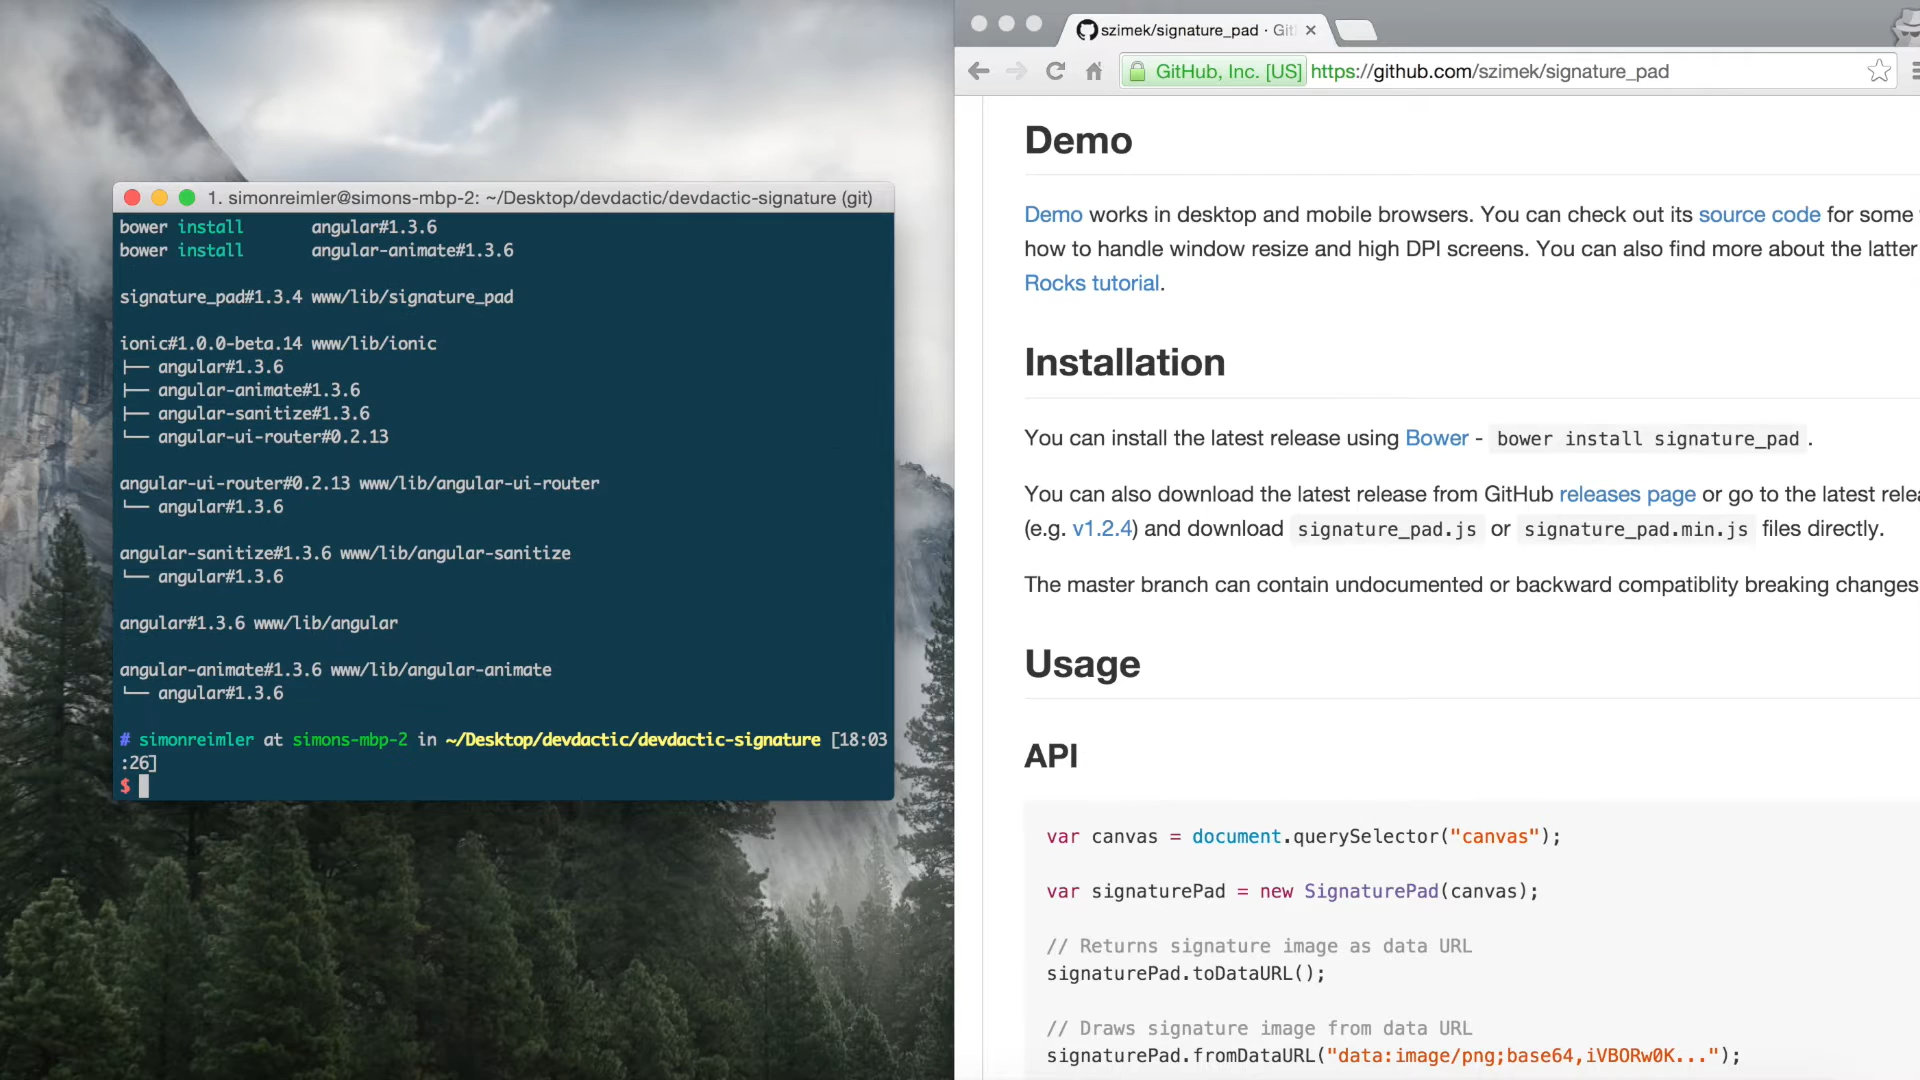 1. simonreimler@simons-mbp-2: ~/Desktop/devdactic/devdactic-signature (git)
bower install       angular#1.3.6
bower install       angular-animate#1.3.6
signature_pad#1.3.4 www/lib/signature_pad
ionic#1.0.0-beta.14 www/lib/ionic
├── angular#1.3.6
├── angular-animate#1.3.6
├── angular-sanitize#1.3.6
└── angular-ui-router#0.2.13
angular-ui-router#0.2.13 www/lib/angular-ui-router
└── angular#1.3.6
angular-sanitize#1.3.6 www/lib/angular-sanitize
└── angular#1.3.6
angular#1.3.6 www/lib/angular
angular-animate#1.3.6 www/lib/angular-animate
└── angular#1.3.6
# simonreimler at simons-mbp-2 in ~/Desktop/devdactic/devdactic-signature [18:03
:26]
$
szimek/signature_pad · Git
GitHub, Inc. [US] https://github.com/szimek/signature_pad
Demo
Demo works in desktop and mobile browsers. You can check out its source code for some
how to handle window resize and high DPI screens. You can also find more about the latter
Rocks tutorial.
Installation
You can install the latest release using Bower - bower install signature_pad .
You can also download the latest release from GitHub releases page or go to the latest relea
(e.g. v1.2.4) and download signature_pad.js or signature_pad.min.js files directly.
The master branch can contain undocumented or backward compatiblity breaking changes
Usage
API
var canvas = document.querySelector("canvas");
var signaturePad = new SignaturePad(canvas);
// Returns signature image as data URL
signaturePad.toDataURL();
// Draws signature image from data URL
signaturePad.fromDataURL("data:image/png;base64,iVBORw0K...");